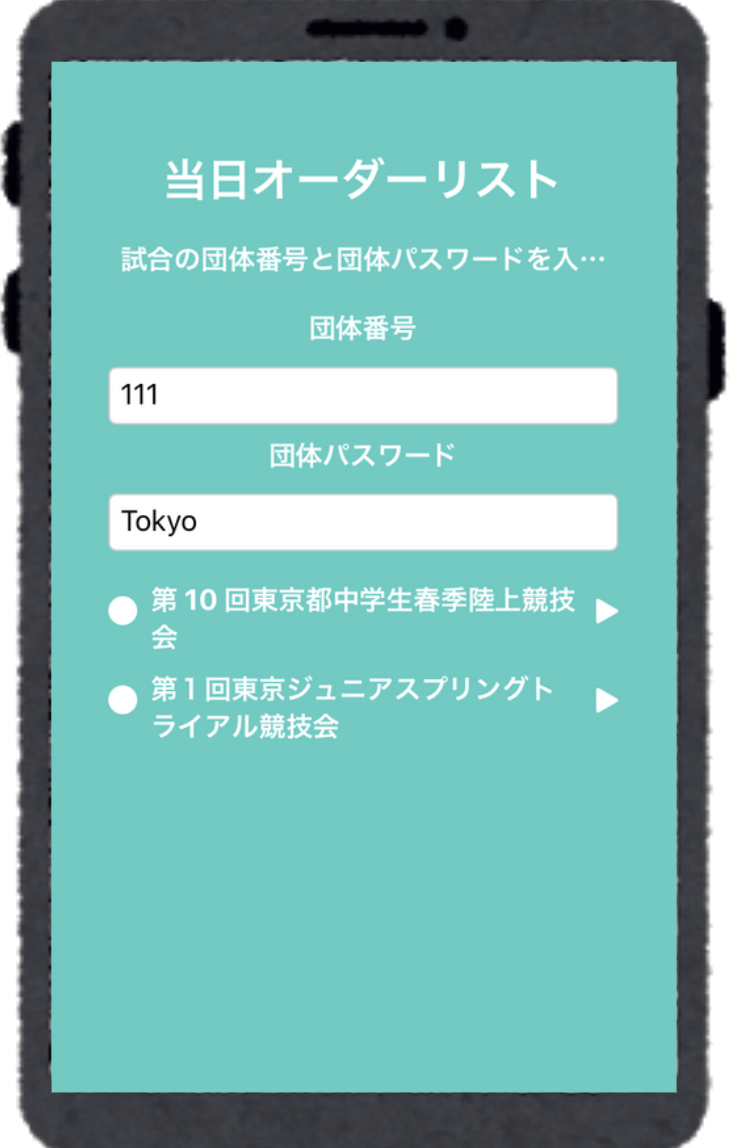 当日オーダーリスト
試合の団体番号と団体パスワードを入…
団体番号
111
団体パスワード
Tokyo
第 10 回東京都中学生春季陸上競技
会
第1回東京ジュニアスプリングト
ライアル競技会